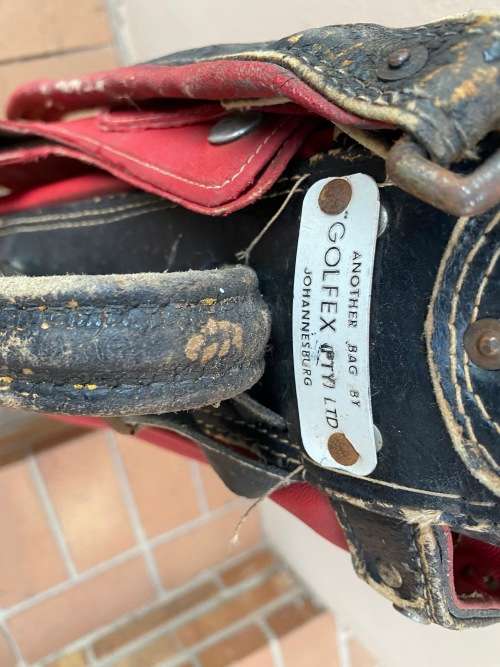 ANOTHER BAG BY
"GOLFEX (PTY) LTD
JOHANNESBURG